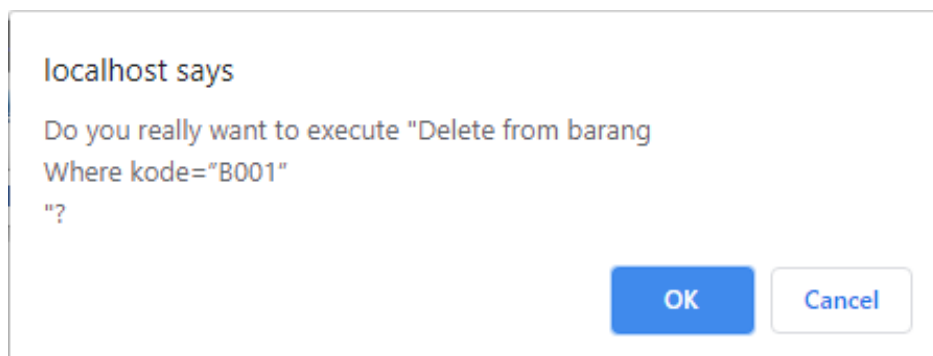 localhost says
Do you really want to execute "Delete from barang
Where kode=”B001”
"?
OK
Cancel